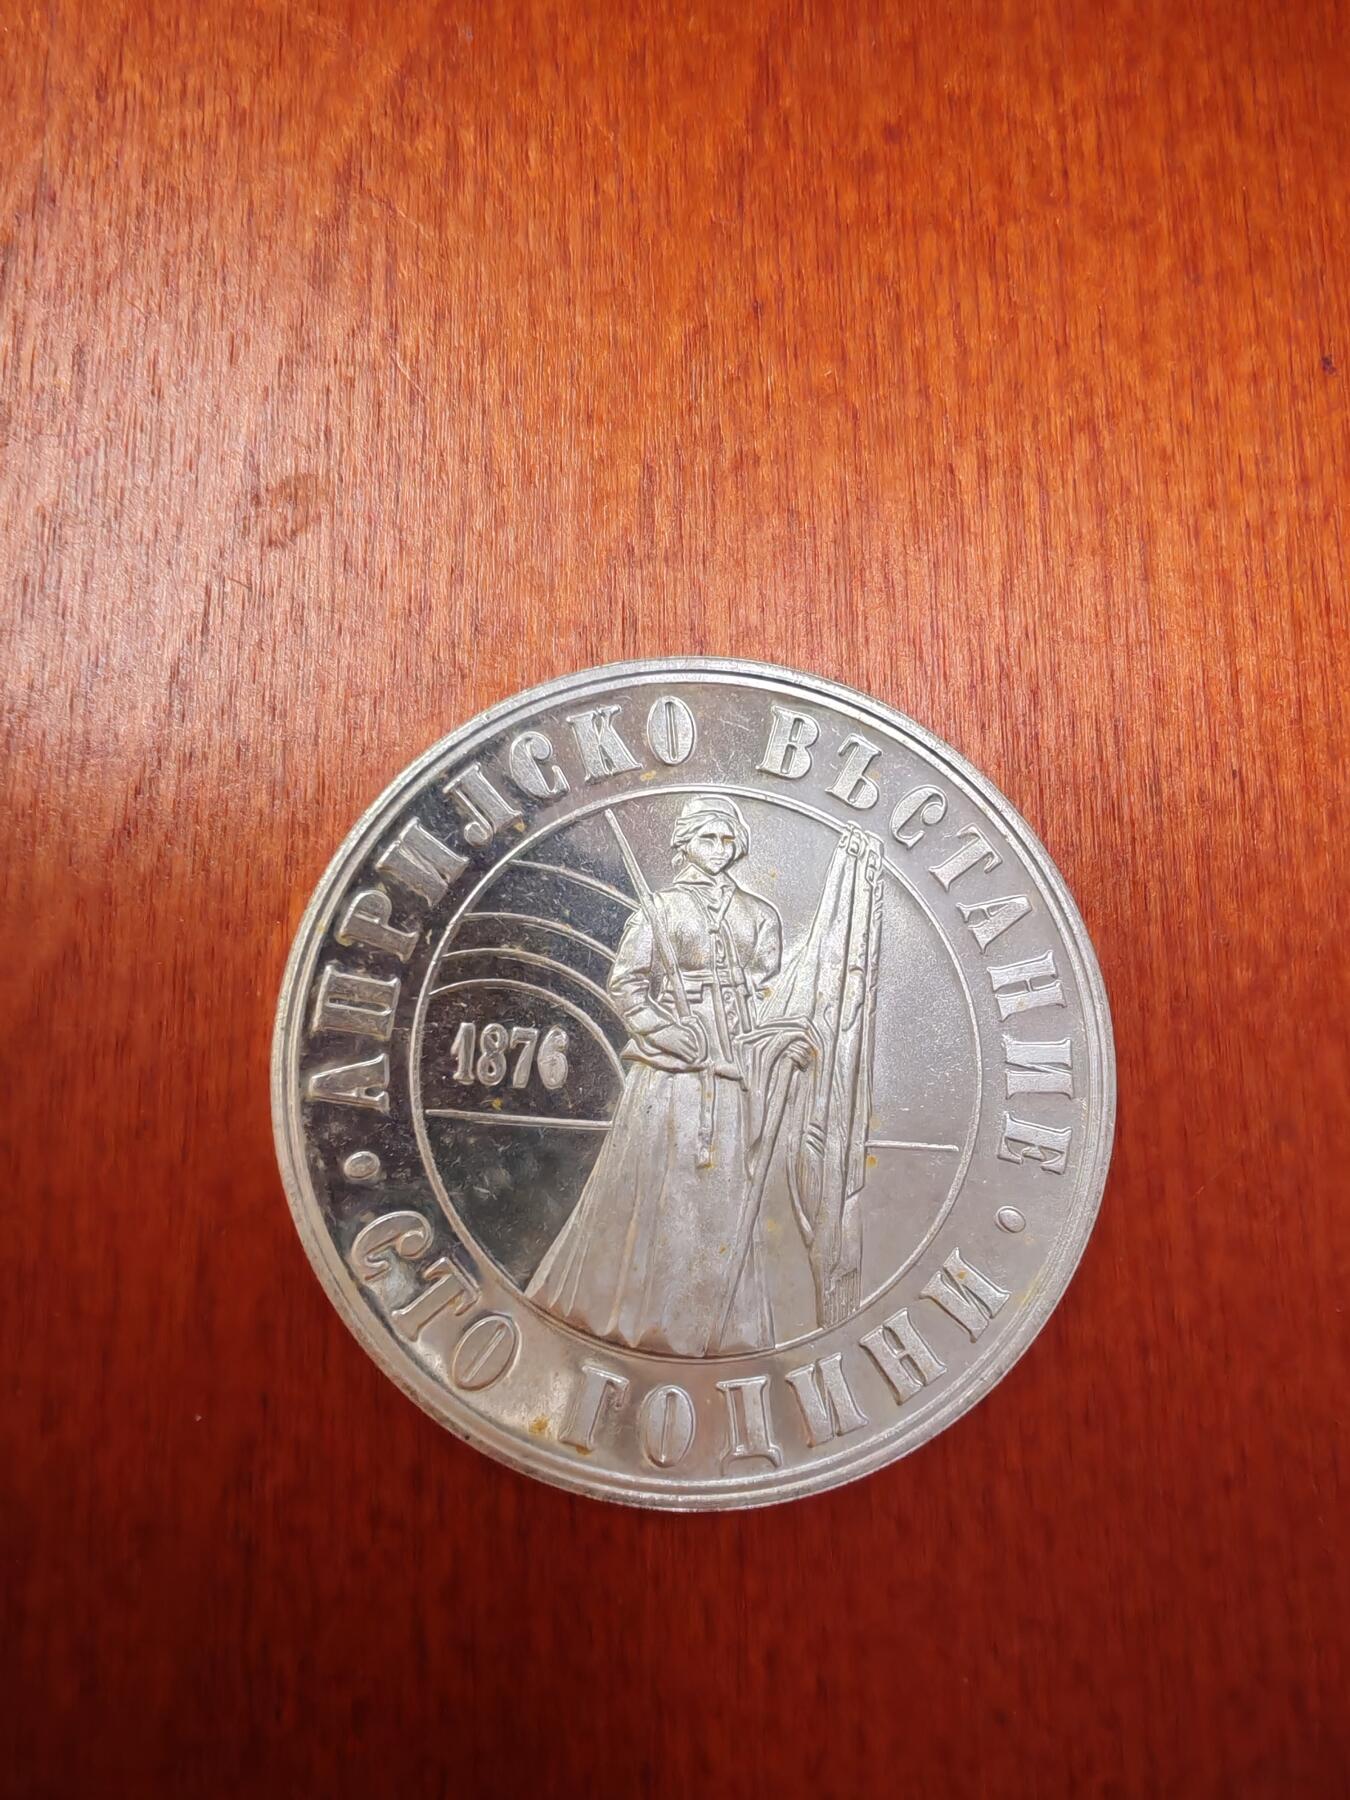 АПРИЛСКО ВЪСТАНИЕ
1876
СТО ГОДИНИ